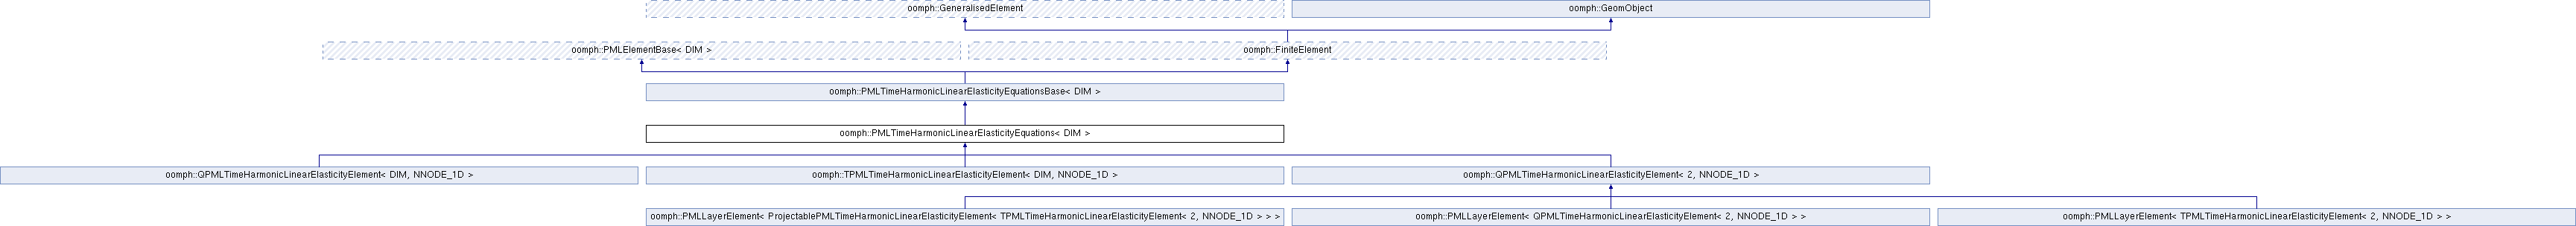 oomph::GeneralisedElement
oomph::GeomObject
oomph::PMLElementBase< DIM >
oomph::FiniteElement
oomph::PMLTimeHarmonicLinearElasticityEquationsBase< DIM >
oomph::PMLTimeHarmonicLinearElasticityEquations< DIM >
oomph::QPMLTimeHarmonicLinearElasticityElement< DIM, NNODE_1D >
oomph::TPMLTimeHarmonicLinearElasticityElement< DIM, NNODE_1D >
oomph::QPMLTimeHarmonicLinearElasticityElement< 2, NNODE_1D >
oomph::PMLLayerElement< ProjectablePMLTimeHarmonicLinearElasticityElement< TPMLTimeHarmonicLinearElasticityElement< 2, NNODE_1D > > >
oomph::PMLLayerElement< QPMLTimeHarmonicLinearElasticityElement< 2, NNODE_1D > >
oomph::PMLLayerElement< TPMLTimeHarmonicLinearElasticityElement< 2, NNODE_1D > >